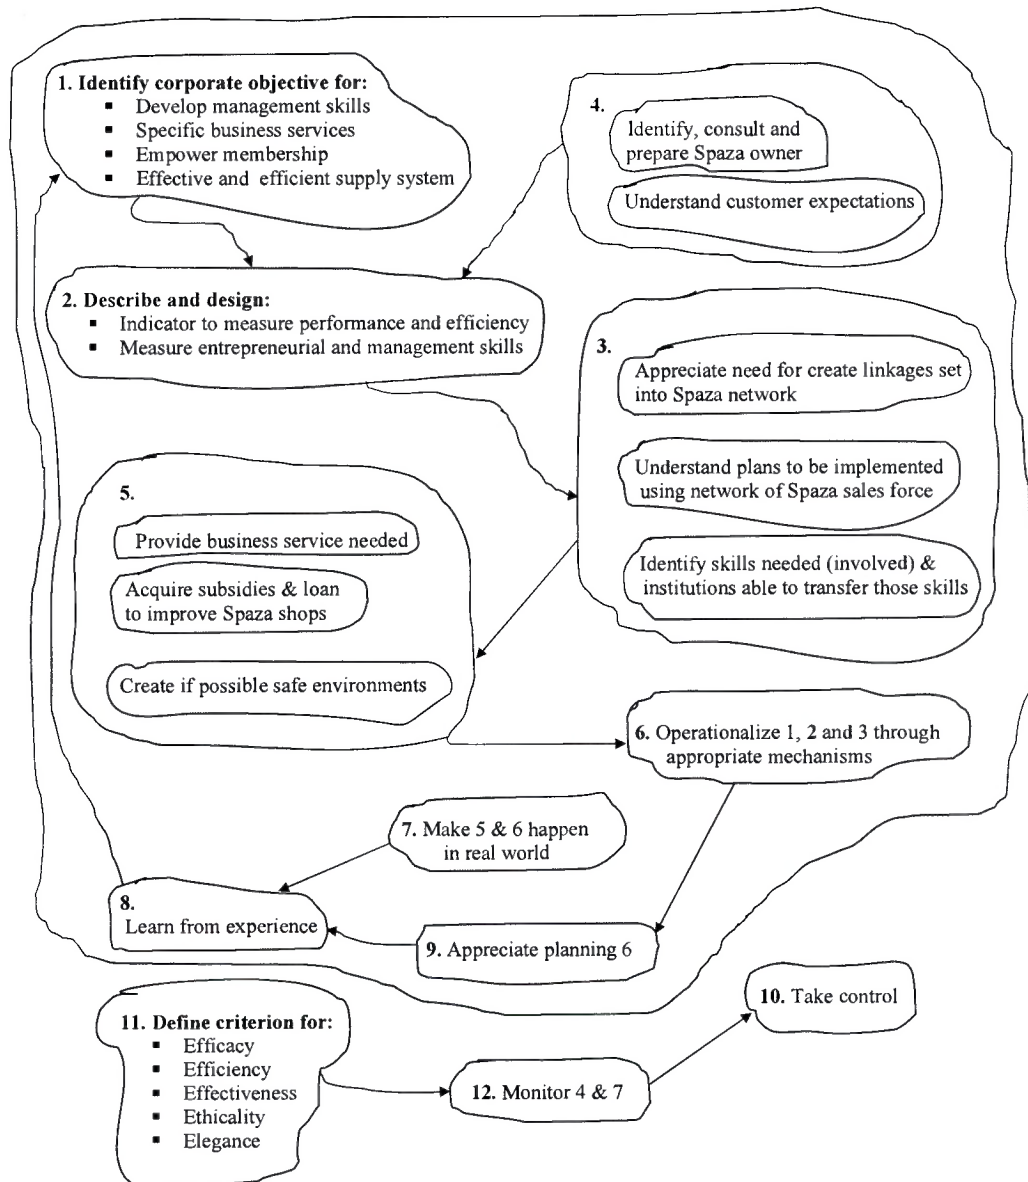 1. Identify corporate objective for:
▪ Develop management skills
▪ Specific business services
▪ Empower membership
▪ Effective and efficient supply system
4.
Identify, consult and
prepare Spaza owner
Understand customer expectations
2. Describe and design:
▪ Indicator to measure performance and efficiency
▪ Measure entrepreneurial and management skills
3.
Appreciate need for create linkages set
into Spaza network
Understand plans to be implemented
using network of Spaza sales force
Identify skills needed (involved) &
institutions able to transfer those skills
5.
Provide business service needed
Acquire subsidies & loan
to improve Spaza shops
Create if possible safe environments
6. Operationalize 1, 2 and 3 through
appropriate mechanisms
7. Make 5 & 6 happen
in real world
8.
Learn from experience
9. Appreciate planning 6
10. Take control
11. Define criterion for:
▪ Efficacy
▪ Efficiency
▪ Effectiveness
▪ Ethicality
▪ Elegance
12. Monitor 4 & 7